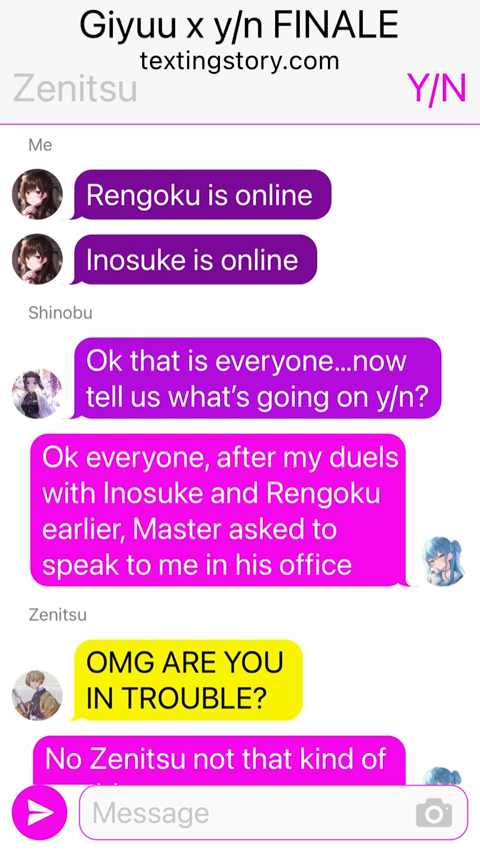 Giyuu x y/n FINALE
textingstory.com
Zenitsu
Y/N
Me
Rengoku is online
Inosuke is online
Shinobu
Ok that is everyone...now
tell us what's going on y/n?
Ok everyone, after my duels
with Inosuke and Rengoku
earlier, Master asked to
speak to me in his office
Zenitsu
OMG ARE YOU
IN TROUBLE?
No Zenitsu not that kind of
Message